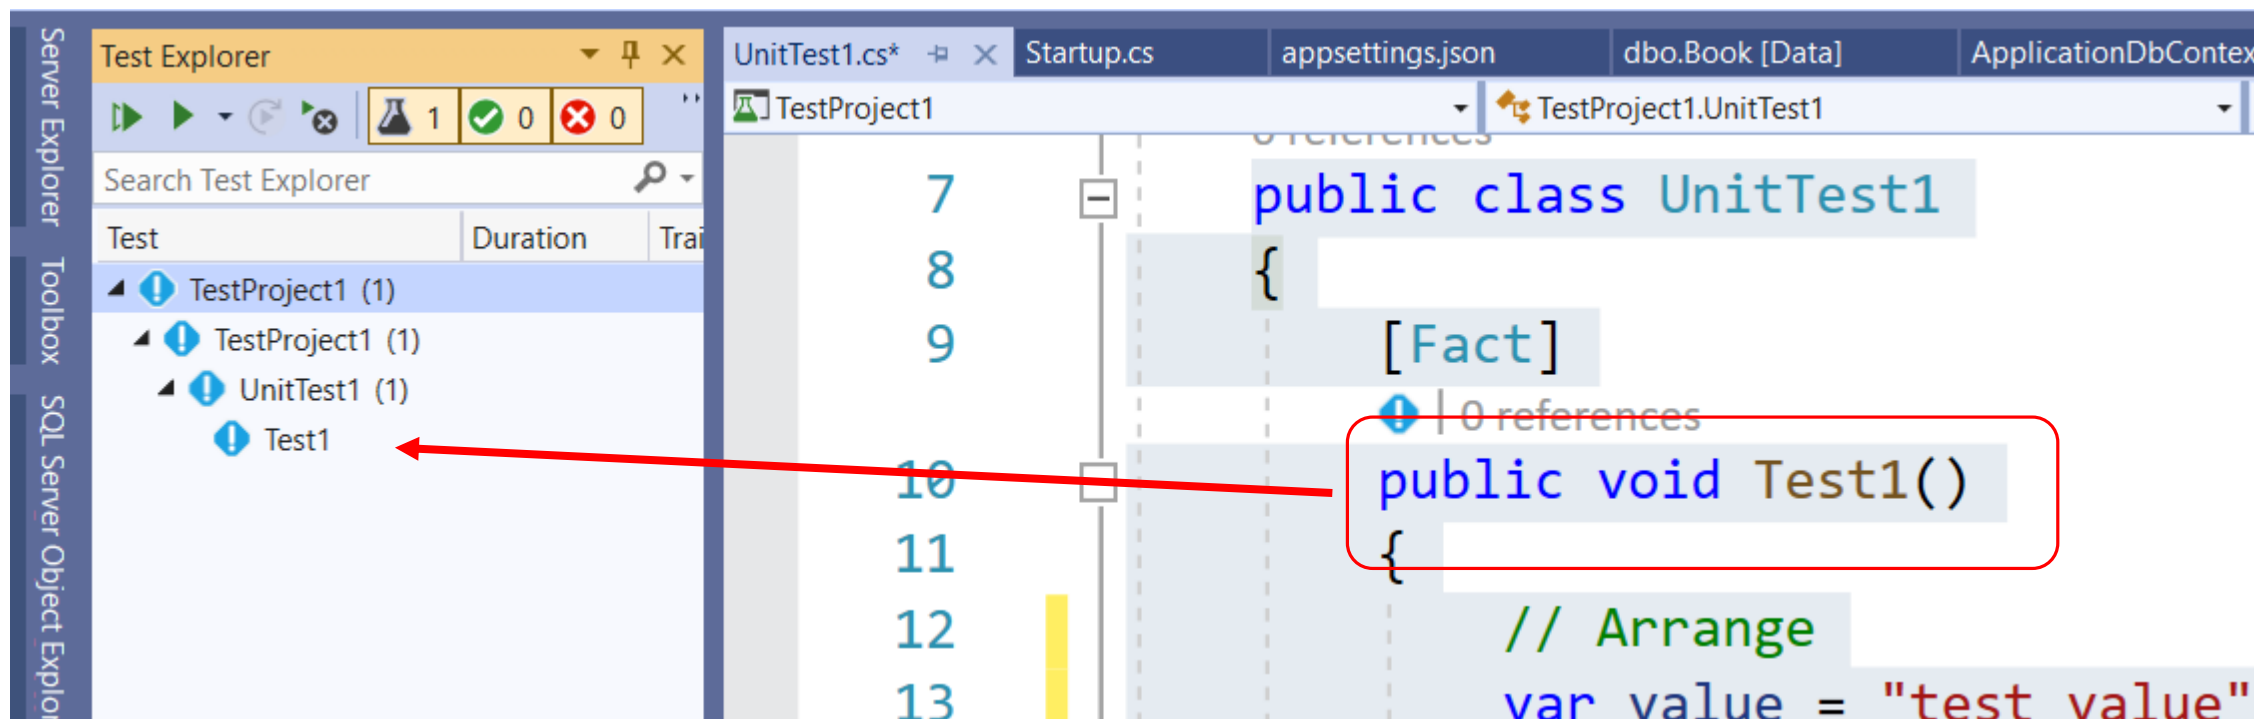 Server Explorer
Toolbox
SQL Server Object Explor
Test Explorer
1 0 0
Search Test Explorer
Test Duration Trai
TestProject1 (1)
TestProject1 (1)
UnitTest1 (1)
Test1
UnitTest1.cs* Startup.cs appsettings.json dbo.Book [Data] ApplicationDbContex
TestProject1 TestProject1.UnitTest1
0 references
7 public class UnitTest1
8 {
9 [Fact]
0 references
10 public void Test1()
11 {
12 // Arrange
13 var value = "test value"